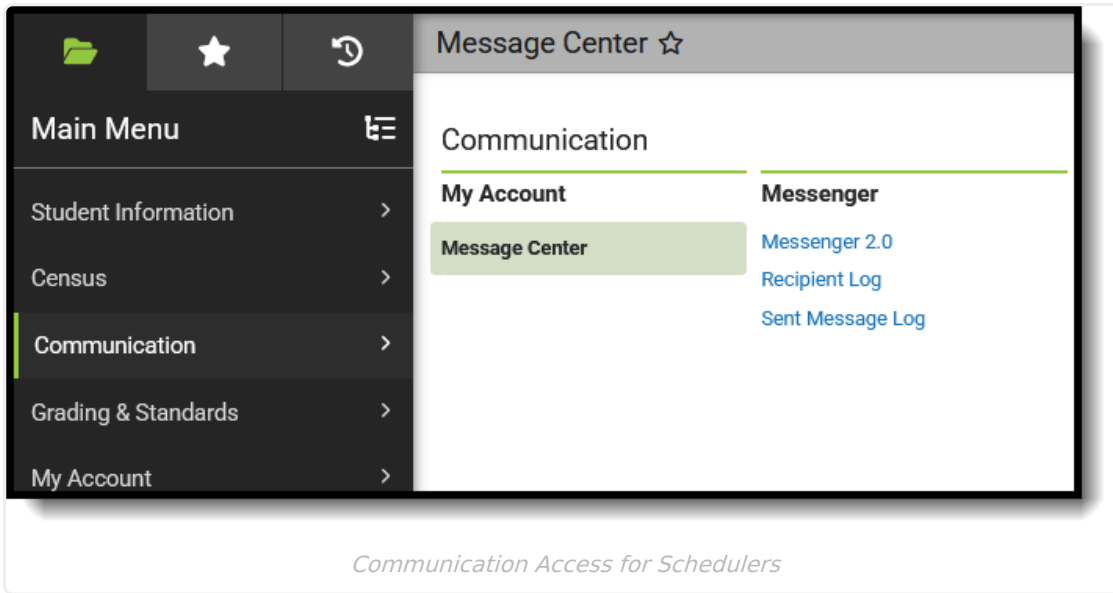 Message Center
Main Menu
Student Information
Census
Communication
Grading & Standards
My Account
Communication
My Account
Message Center
Messenger
Messenger 2.0
Recipient Log
Sent Message Log
Communication Access for Schedulers